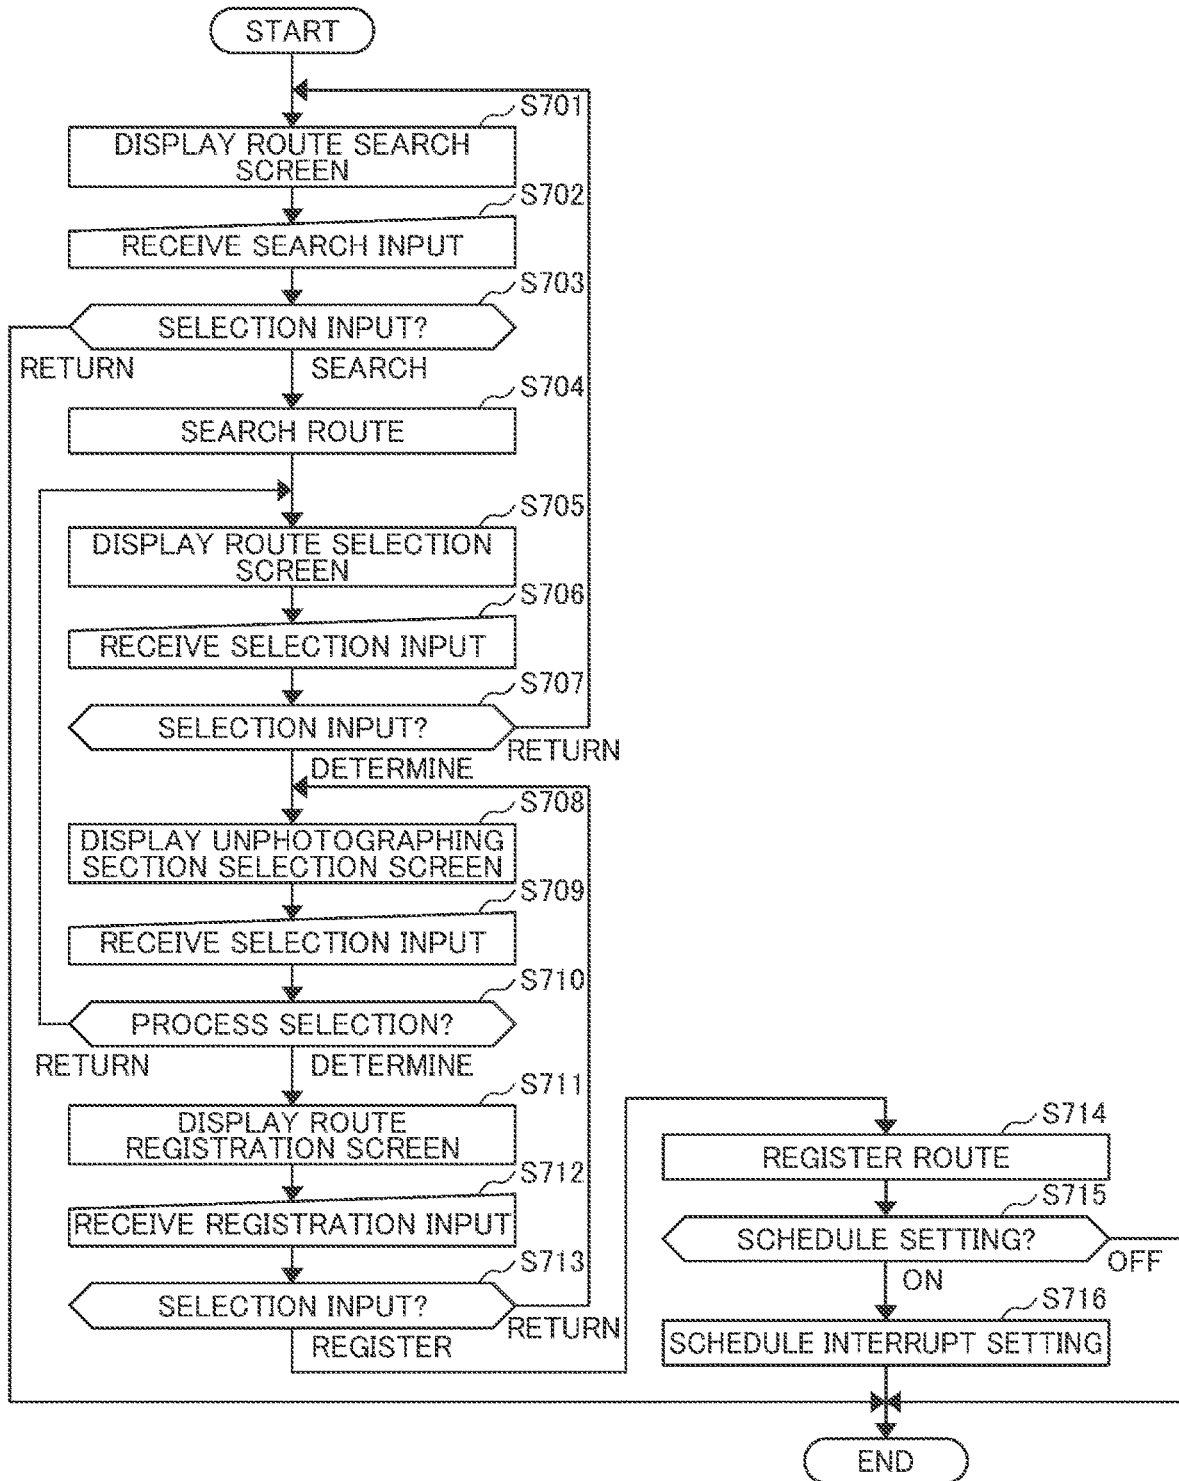 START
S701
DISPLAY ROUTE SEARCH
SCREEN
S702
RECEIVE SEARCH INPUT
S703
SELECTION INPUT?
RETURN
SEARCH
S704
SEARCH ROUTE
S705
DISPLAY ROUTE SELECTION
SCREEN
S706
RECEIVE SELECTION INPUT
S707
SELECTION INPUT?
RETURN
DETERMINE
S708
DISPLAY UNPHOTOGRAPHING
SECTION SELECTION SCREEN
S709
RECEIVE SELECTION INPUT
S710
PROCESS SELECTION?
RETURN
DETERMINE
S711
DISPLAY ROUTE
REGISTRATION SCREEN
S712
RECEIVE REGISTRATION INPUT
S713
SELECTION INPUT?
RETURN
REGISTER
S714
REGISTER ROUTE
S715
SCHEDULE SETTING?
OFF
ON
S716
SCHEDULE INTERRUPT SETTING
END